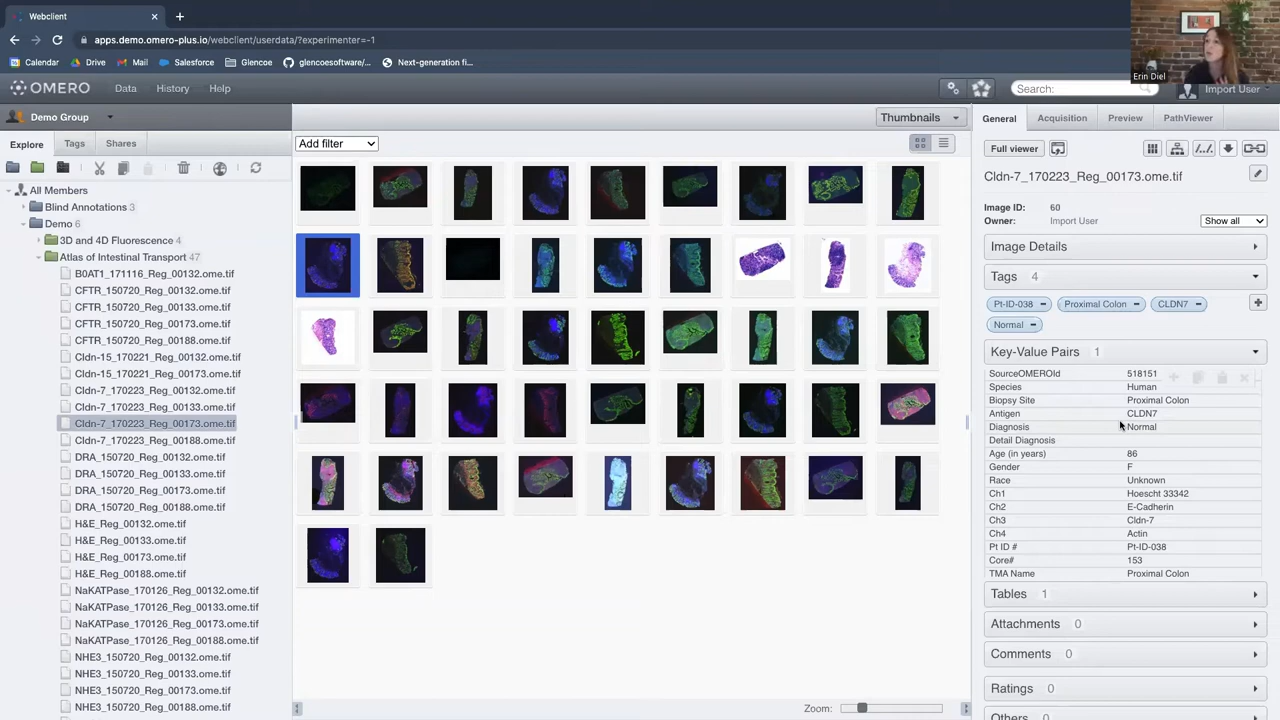 Webclient
apps.demo.omero-plus.io/webclient/userdata/?experimenter=-1
Calendar Drive Mail Salesforce Glencoe glencoesoftware/... Next-generation fi...
Erin Diel
OMERO Data History Help Search: Import User
Demo Group
Explore Tags Shares
All Members
Blind Annotations 3
Demo 6
3D and 4D Fluorescence 4
Atlas of Intestinal Transport 47
B0AT1_171116_Reg_00132.ome.tif
CFTR_150720_Reg_00132.ome.tif
CFTR_150720_Reg_00133.ome.tif
CFTR_150720_Reg_00173.ome.tif
CFTR_150720_Reg_00188.ome.tif
Cldn-15_170221_Reg_00132.ome.tif
Cldn-15_170221_Reg_00173.ome.tif
Cldn-7_170223_Reg_00132.ome.tif
Cldn-7_170223_Reg_00133.ome.tif
Cldn-7_170223_Reg_00173.ome.tif
Cldn-7_170223_Reg_00188.ome.tif
DRA_150720_Reg_00132.ome.tif
DRA_150720_Reg_00133.ome.tif
DRA_150720_Reg_00173.ome.tif
DRA_150720_Reg_00188.ome.tif
H&E_Reg_00132.ome.tif
H&E_Reg_00133.ome.tif
H&E_Reg_00173.ome.tif
H&E_Reg_00188.ome.tif
NaKATPase_170126_Reg_00132.ome.tif
NaKATPase_170126_Reg_00133.ome.tif
NaKATPase_170126_Reg_00173.ome.tif
NaKATPase_170126_Reg_00188.ome.tif
NHE3_150720_Reg_00132.ome.tif
NHE3_150720_Reg_00133.ome.tif
NHE3_150720_Reg_00173.ome.tif
NHE3_150720_Reg_00188.ome.tif
Thumbnails
Add filter
Zoom:
General Acquisition Preview PathViewer
Full viewer
Cldn-7_170223_Reg_00173.ome.tif
Image ID: 60
Owner: Import User Show all
Image Details
Tags 4
Pt-ID-038 Proximal Colon CLDN7
Normal
Key-Value Pairs 1
SourceOMEROId 518151
Species Human
Biopsy Site Proximal Colon
Antigen CLDN7
Diagnosis Normal
Detail Diagnosis
Age (in years) 86
Gender F
Race Unknown
Ch1 Hoescht 33342
Ch2 E-Cadherin
Ch3 Cldn-7
Ch4 Actin
Pt ID # Pt-ID-038
Core# 153
TMA Name Proximal Colon
Tables 1
Attachments 0
Comments 0
Ratings 0
Others 0